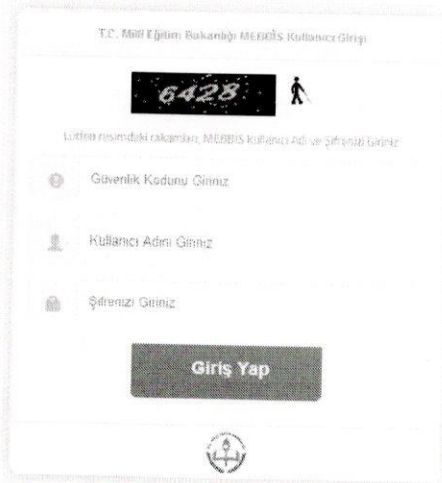 T.C. Milli Eğitim Bakanlığı MEBBİS Kullanıcı Girişi
6428
Lütfen resimdeki rakamları, MEBBİS Kullanıcı Adı ve Şifrenizi Giriniz
Güvenlik Kodunu Giriniz
Kullanıcı Adını Giriniz
Şifrenizi Giriniz
Giriş Yap